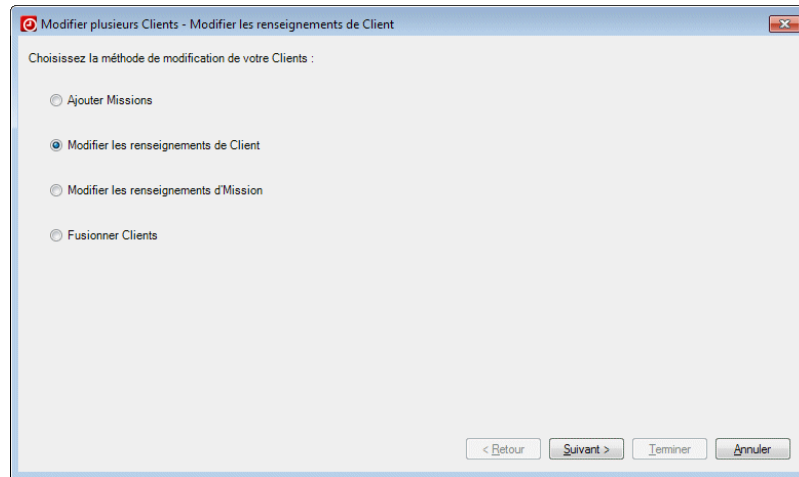 Modifier plusieurs Clients - Modifier les renseignements de Client
Choisissez la méthode de modification de votre Clients :
Ajouter Missions
Modifier les renseignements de Client
Modifier les renseignements d'Mission
Fusionner Clients
< Retour Suivant > Terminer Annuler